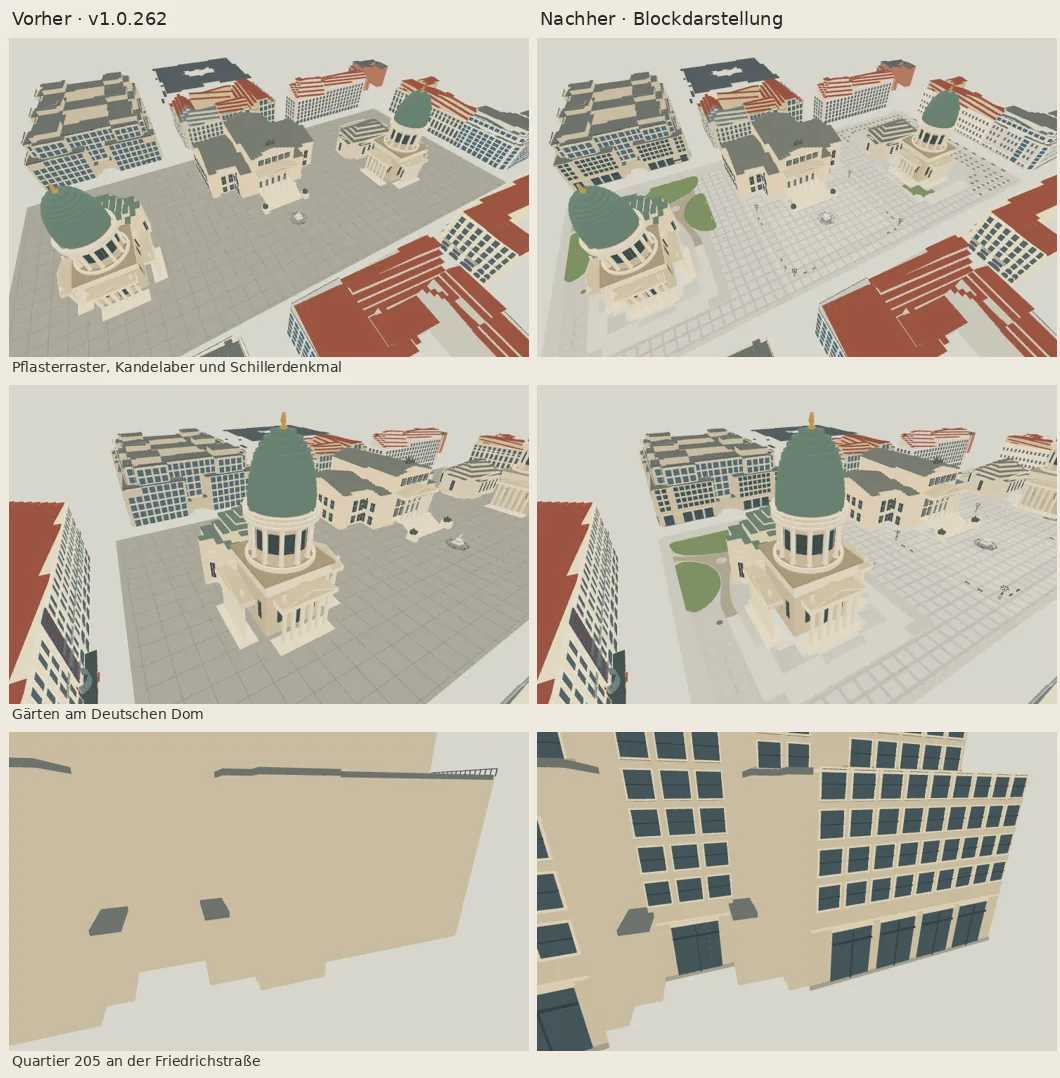 Vorher · v1.0.262
Nachher · Blockdarstellung
Pflasterraster, Kandelaber und Schillerdenkmal
Gärten am Deutschen Dom
Quartier 205 an der Friedrichstraße